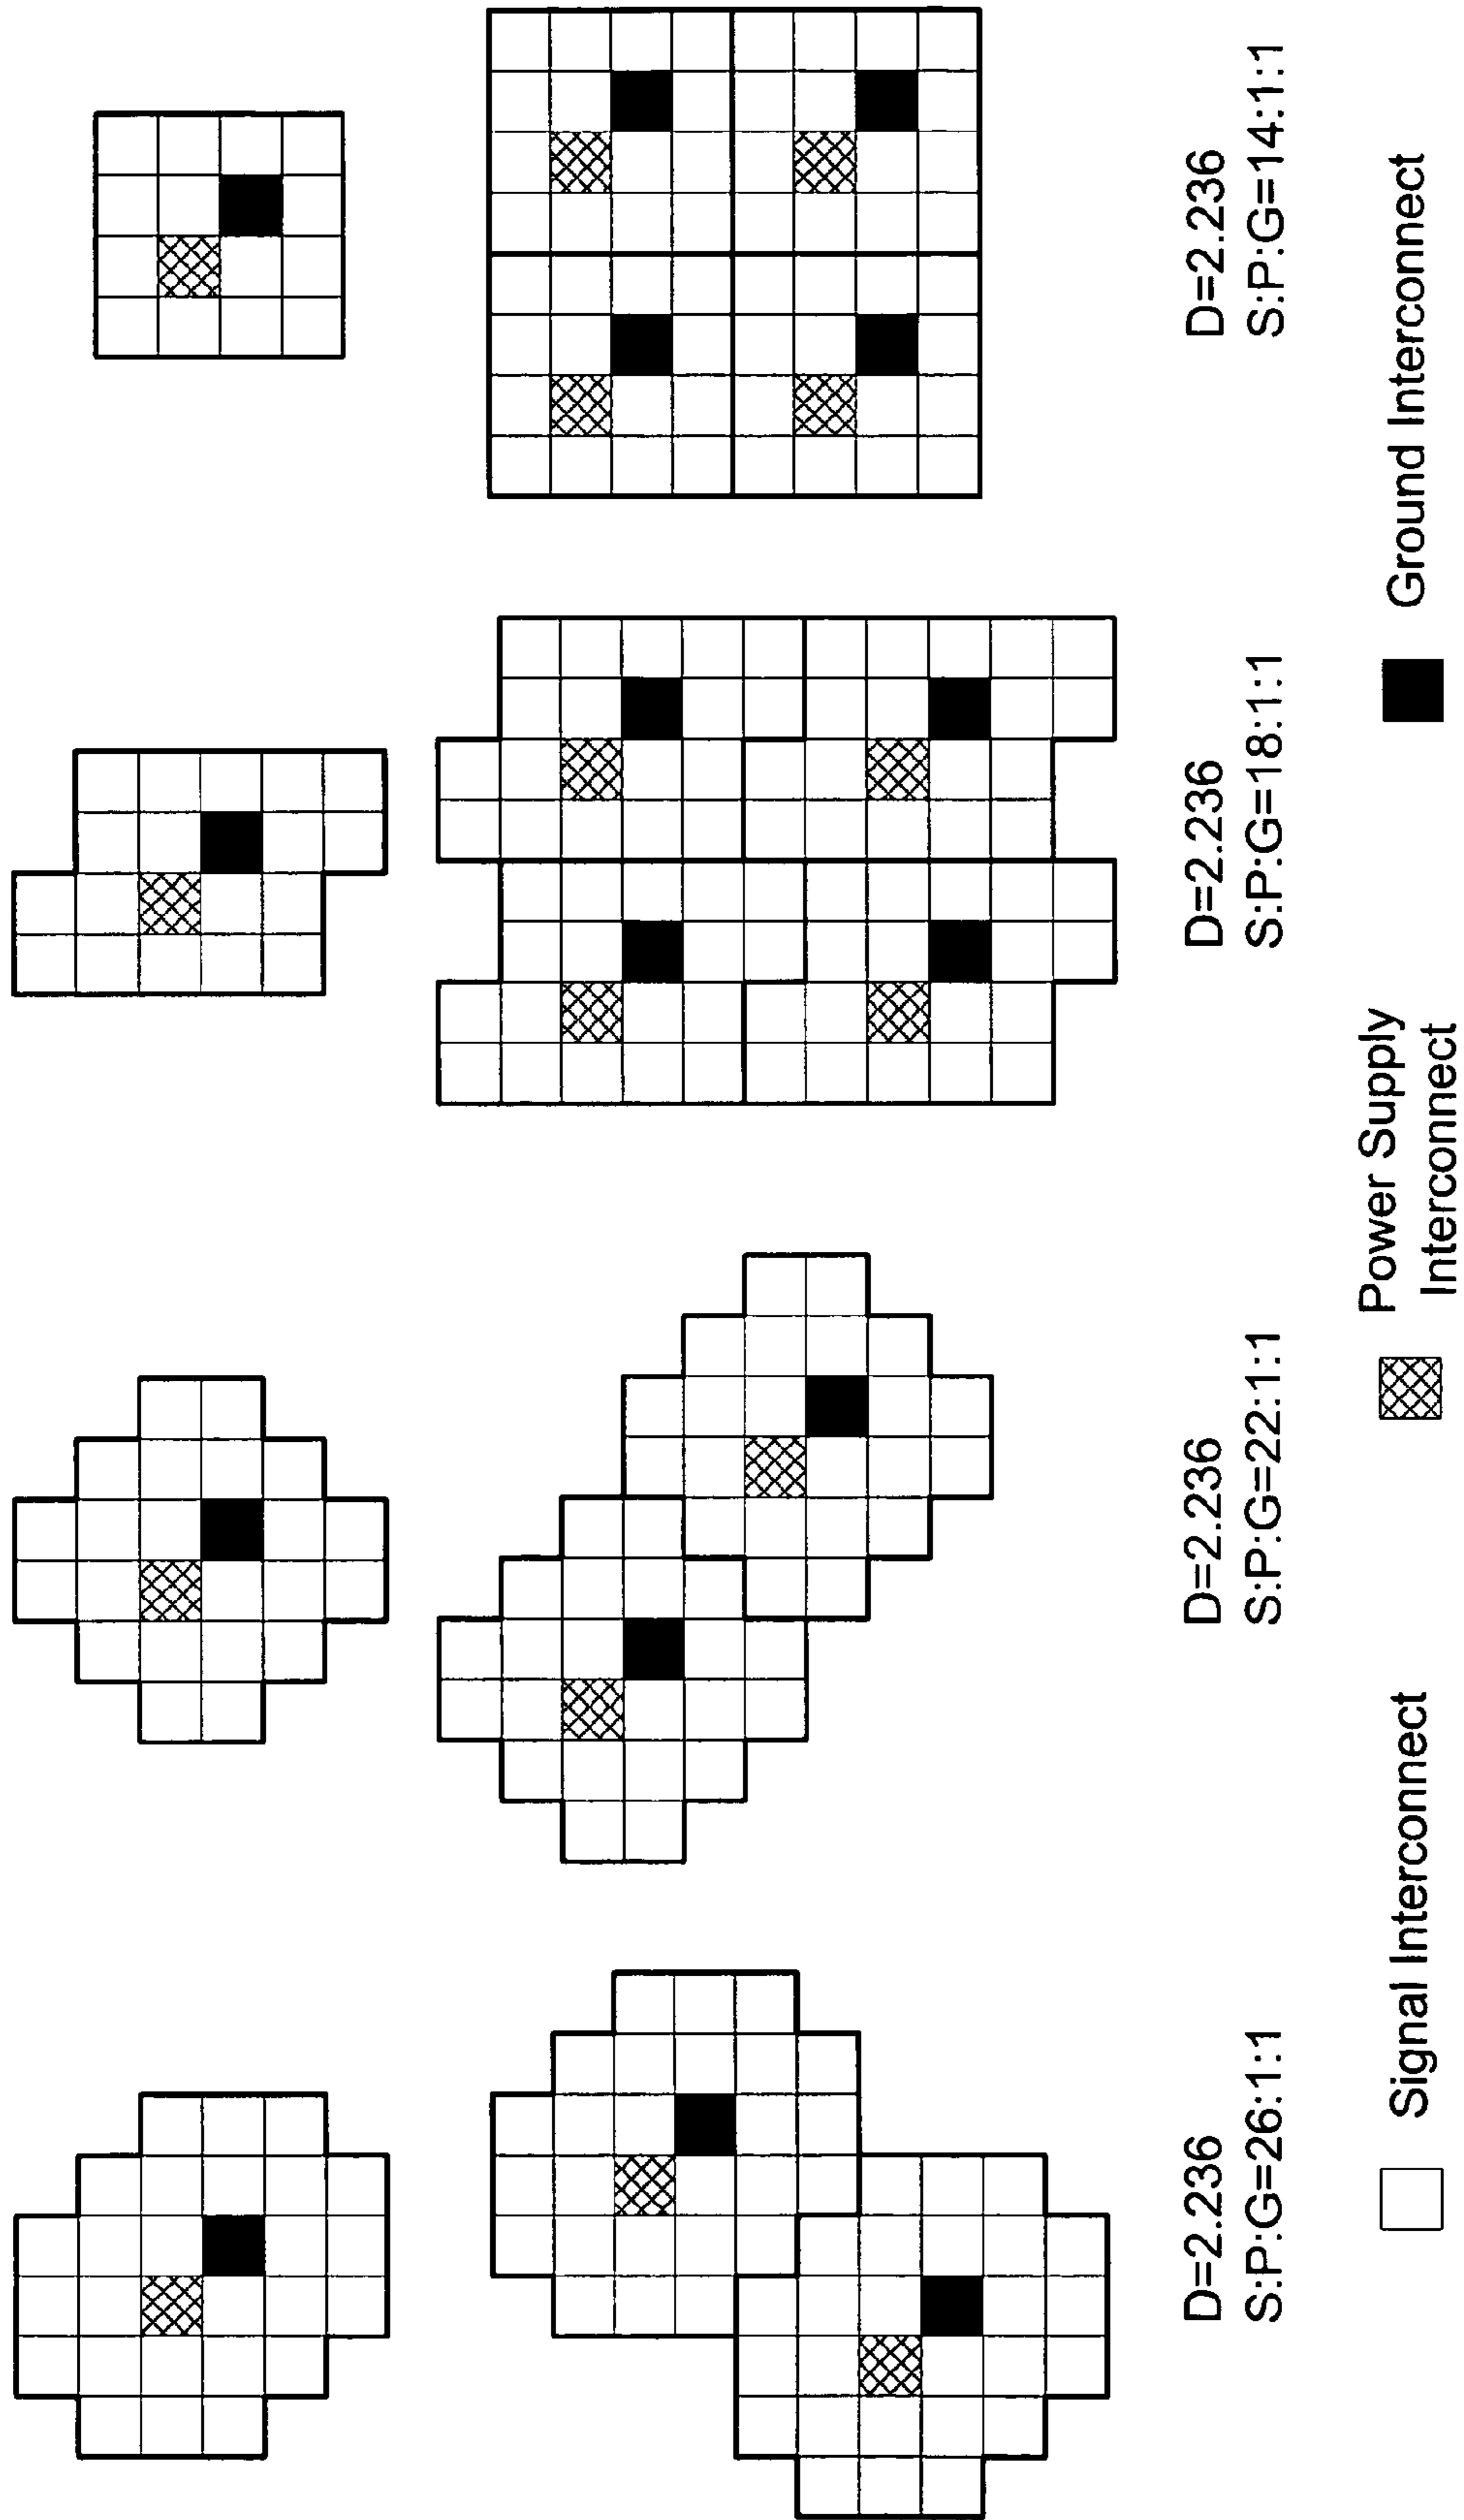 D=2.236
S:P:G=26:1:1
D=2.236
S:P:G=22:1:1
D=2.236
S:P:G=18:1:1
D=2.236
S:P:G=14:1:1
Signal Interconnect
Power Supply
Interconnect
Ground Interconnect